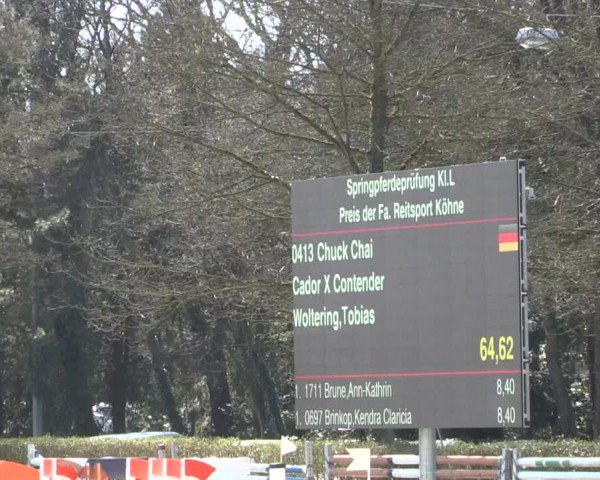 Springpferdeprüfung Kl.L
Preis der Fa. Reitsport Köhne
0413 Chuck Chai
Cador X Contender
Woltering,Tobias
64,62
1. 1711 Brune,Ann-Kathrin 8,40
1. 0697 Brinkop,Kendra Claricia 8,40